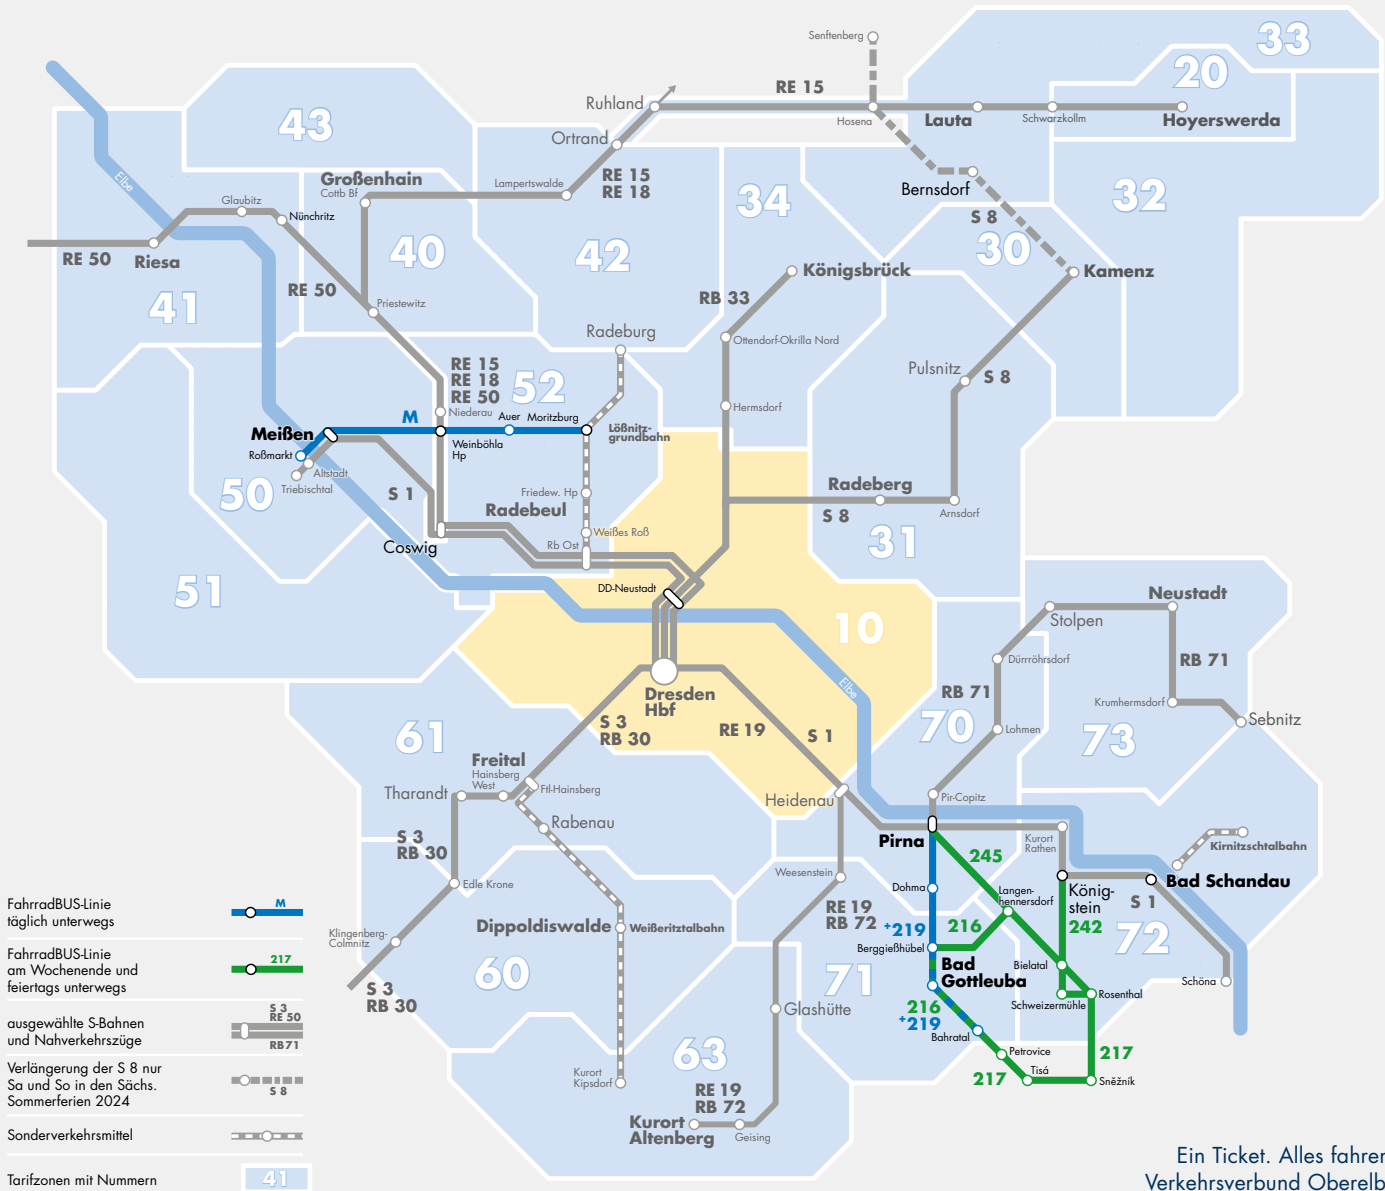 Senftenberg
33
20
RE 15
Ruhland
Hosena
Lauta
Schwarzkollm
Hoyerswerda
43
Ortrand
Elbe
Großenhain
Cottb Bf
Lampertswalde
RE 15
RE 18
34
Bernsdorf
32
Glaubitz
Nünchritz
S 8
30
RE 50
Riesa
40
42
Königsbrück
Kamenz
RE 50
41
RB 33
Priestewitz
Radeburg
Ottendorf-Okrilla Nord
RE 15
RE 18
RE 50
52
Pulsnitz
S 8
Niederau
Hermsdorf
M
Auer
Moritzburg
Meißen
Weinböhla
Hp
Lößnitz-
grundbahn
Roßmarkt
Altstadt
Triebischtal
50
S 1
Friedew. Hp
Radebeul
Radeberg
S 8
Arnsdorf
Weißes Roß
Coswig
Rb Ost
31
51
DD-Neustadt
10
Neustadt
Stolpen
Dürrröhrsdorf
RB 71
Elbe
Dresden
Hbf
RB 71
Krumhermsdorf
Sebnitz
S 3
RB 30
RE 19
S 1
70
Lohmen
73
61
Freital
Hainsberg
West
Ftl-Hainsberg
Tharandt
Heidenau
Pir-Copitz
Rabenau
Pirna
Kurort
Rathen
Kirnitzschtalbahn
S 3
RB 30
245
Weesenstein
Edle Krone
Dohma
Langen-
hennersdorf
König-
stein
Bad Schandau
S 1
FahrradBUS-Linie
täglich unterwegs
M
RE 19
RB 72
+219
216
242
72
Dippoldiswalde
Weißeritztalbahn
Klingenberg-
Colmnitz
Berggießhübel
Bad
Gottleuba
Bielatal
FahrradBUS-Linie
am Wochenende und
feiertags unterwegs
217
60
71
Schöna
Rosenthal
Schweizermühle
S 3
RB 30
Glashütte
216
+219
ausgewählte S-Bahnen
und Nahverkehrszüge
S 3
RE 50
RB71
Bahratal
63
Petrovice
217
Verlängerung der S 8 nur
Sa und So in den Sächs.
Sommerferien 2024
S 8
Kurort
Kipsdorf
Tisá
217
Sněžník
RE 19
RB 72
Kurort
Altenberg
Geising
Sonderverkehrsmittel
Tarifzonen mit Nummern
41
Ein Ticket. Alles fahren
Verkehrsverbund Oberelb